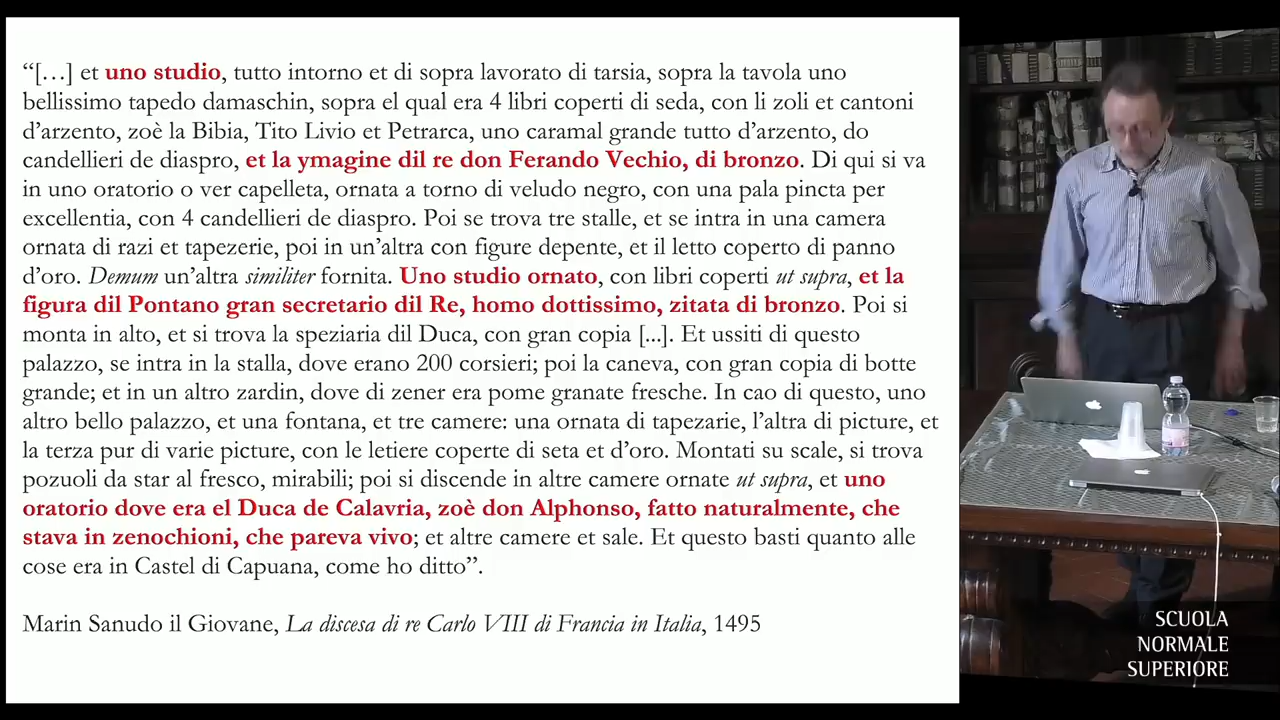 “[…] et uno studio, tutto intorno et di sopra lavorato di tarsia, sopra la tavola uno
bellissimo tapedo damaschin, sopra el qual era 4 libri coperti di seda, con li zoli et cantoni
d’arzento, zoè la Bibia, Tito Livio et Petrarca, uno caramal grande tutto d’arzento, do
candellieri de diaspro, et la ymagine dil re don Ferando Vechio, di bronzo. Di qui si va
in uno oratorio o ver capelleta, ornata a torno di veludo negro, con una pala pincta per
excellentia, con 4 candellieri de diaspro. Poi se trova tre stalle, et se intra in una camera
ornata di razi et tapezerie, poi in un’altra con figure depente, et il letto coperto di panno
d’oro. Demum un’altra similiter fornita. Uno studio ornato, con libri coperti ut supra, et la
figura dil Pontano gran secretario dil Re, homo dottissimo, zitata di bronzo. Poi si
monta in alto, et si trova la speziaria dil Duca, con gran copia [...]. Et ussiti di questo
palazzo, se intra in la stalla, dove erano 200 corsieri; poi la caneva, con gran copia di botte
grande; et in un altro zardin, dove di zener era pome granate fresche. In cao di questo, uno
altro bello palazzo, et una fontana, et tre camere: una ornata di tapezarie, l’altra di picture, et
la terza pur di varie picture, con le letiere coperte di seta et d’oro. Montati su scale, si trova
pozuoli da star al fresco, mirabili; poi si discende in altre camere ornate ut supra, et uno
oratorio dove era el Duca de Calavria, zoè don Alphonso, fatto naturalmente, che
stava in zenochioni, che pareva vivo; et altre camere et sale. Et questo basti quanto alle
cose era in Castel di Capuana, come ho ditto”.
Marin Sanudo il Giovane, La discesa di re Carlo VIII di Francia in Italia, 1495
SCUOLA
NORMALE
SUPERIORE